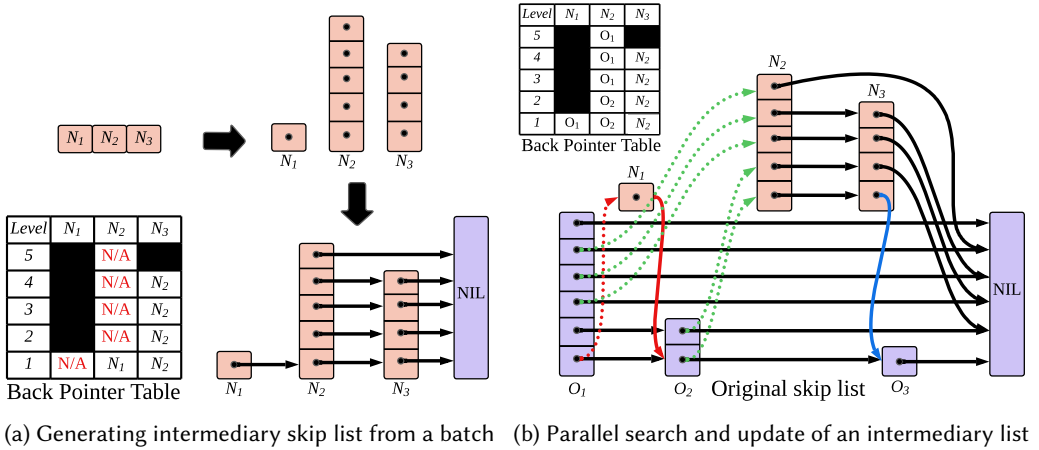 N1 N2 N3
N1
N2
N3
Level N1 N2 N3
5 N/A
4 N/A N2
3 N/A N2
2 N/A N2
1 N/A N1 N2
Back Pointer Table
N1
N2
N3
NIL
(a) Generating intermediary skip list from a batch
Level N1 N2 N3
5 O1
4 O1 N2
3 O1 N2
2 O2 N2
1 O1 O2 N2
Back Pointer Table
N1
N2
N3
NIL
O1
O2
Original skip list
O3
(b) Parallel search and update of an intermediary list